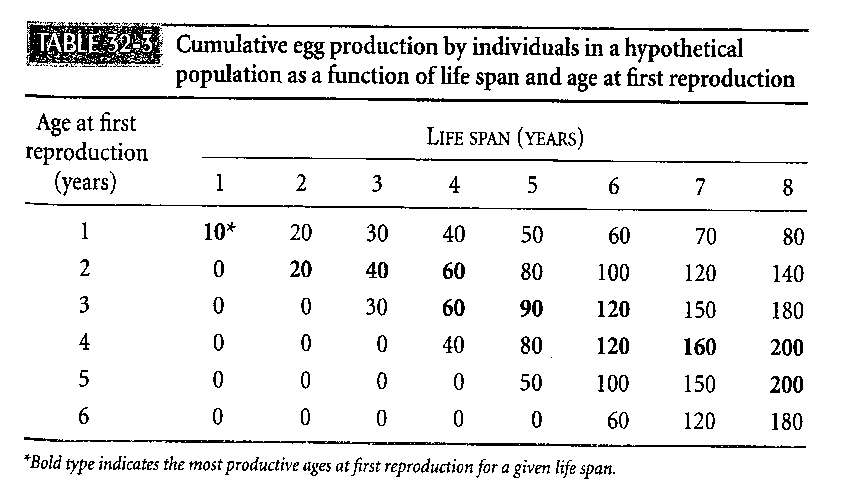 TABLE 32-3 Cumulative egg production by individuals in a hypothetical
population as a function of life span and age at first reproduction
Age at first
reproduction
(years)
LIFE SPAN (YEARS)
1 2 3 4 5 6 7 8
1 10* 20 30 40 50 60 70 80
2 0 20 40 60 80 100 120 140
3 0 0 30 60 90 120 150 180
4 0 0 0 40 80 120 160 200
5 0 0 0 0 50 100 150 200
6 0 0 0 0 0 60 120 180
*Bold type indicates the most productive ages at first reproduction for a given life span.